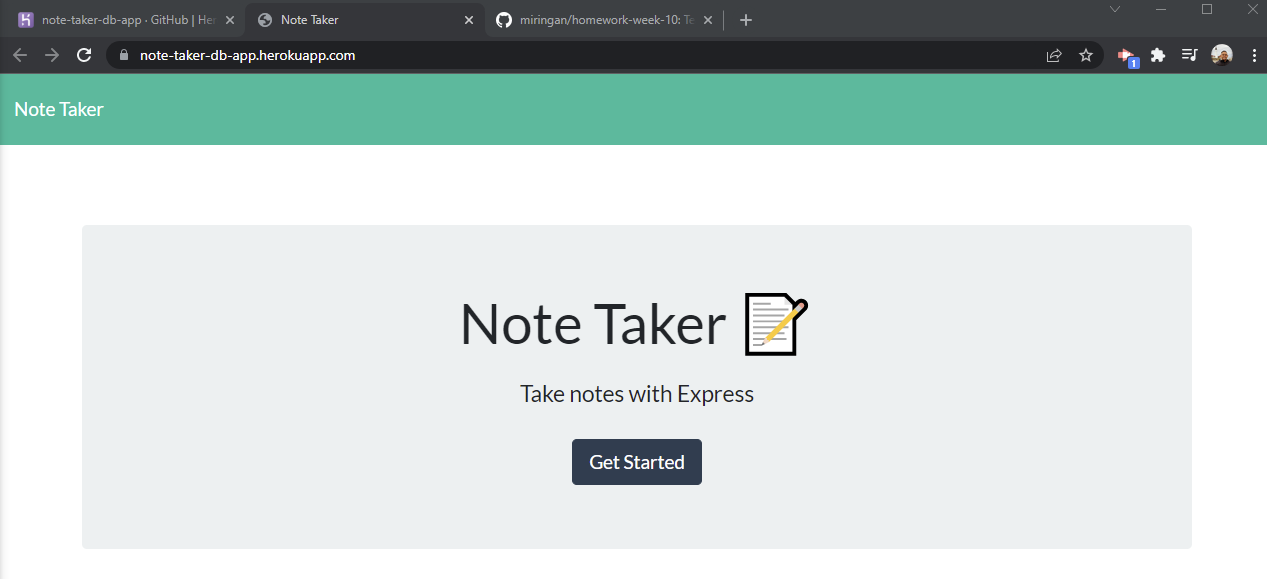 note-taker-db-app · GitHub | He
Note Taker
miringan/homework-week-10: Te
note-taker-db-app.herokuapp.com
1
Note Taker
Note Taker
Take notes with Express
Get Started